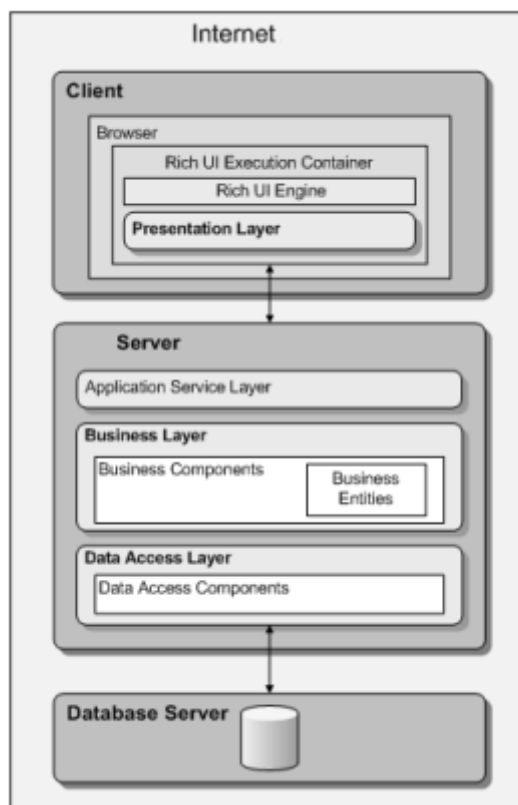 Internet
Client
Browser
Rich UI Execution Container
Rich UI Engine
Presentation Layer
Server
Application Service Layer
Business Layer
Business Components
Business
Entities
Data Access Layer
Data Access Components
Database Server